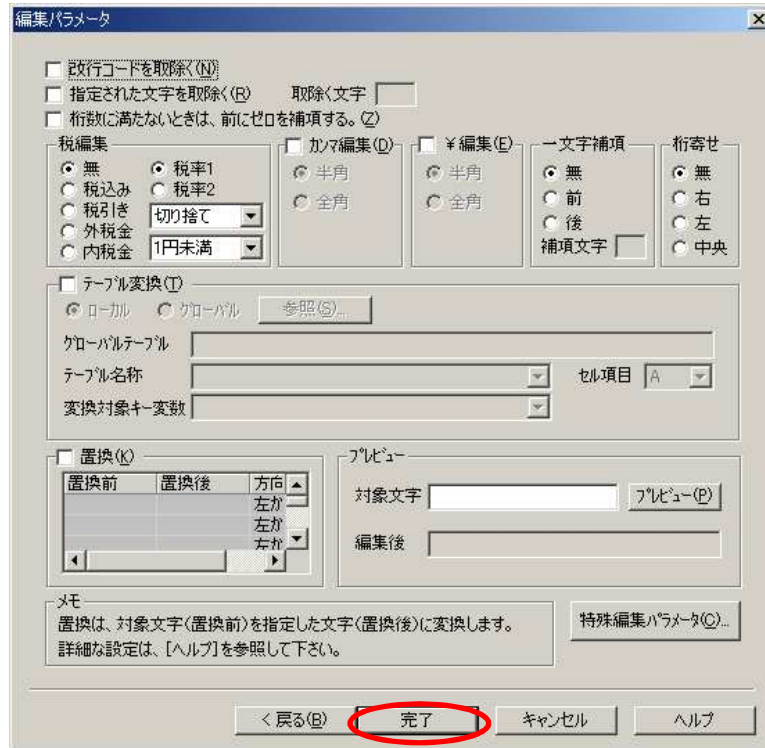 編集パラメータ
改行コードを取除く(N)
指定された文字を取除く(R) 取除く文字
桁数に満たないときは、前にゼロを補項する。(Z)
税編集
無 税率1
税込み 税率2
税引き 切り捨て
外税金
内税金 1円未満
カンマ編集(D)
半角
全角
¥編集(E)
半角
全角
一文字補項
無
前
後
補項文字
桁寄せ
無
右
左
中央
テーブル変換(T)
ローカル グローバル 参照(S)...
グローバルテーブル
テーブル名称 セル項目 A
変換対象キー変数
置換(K)
置換前 置換後 方向
左か
左か
左か
プレビュー
対象文字 プレビュー(P)
編集後
メモ
置換は、対象文字(置換前)を指定した文字(置換後)に変換します。
詳細な設定は、[ヘルプ]を参照して下さい。
特殊編集パラメータ(C)...
< 戻る(B) 完了 キャンセル ヘルプ